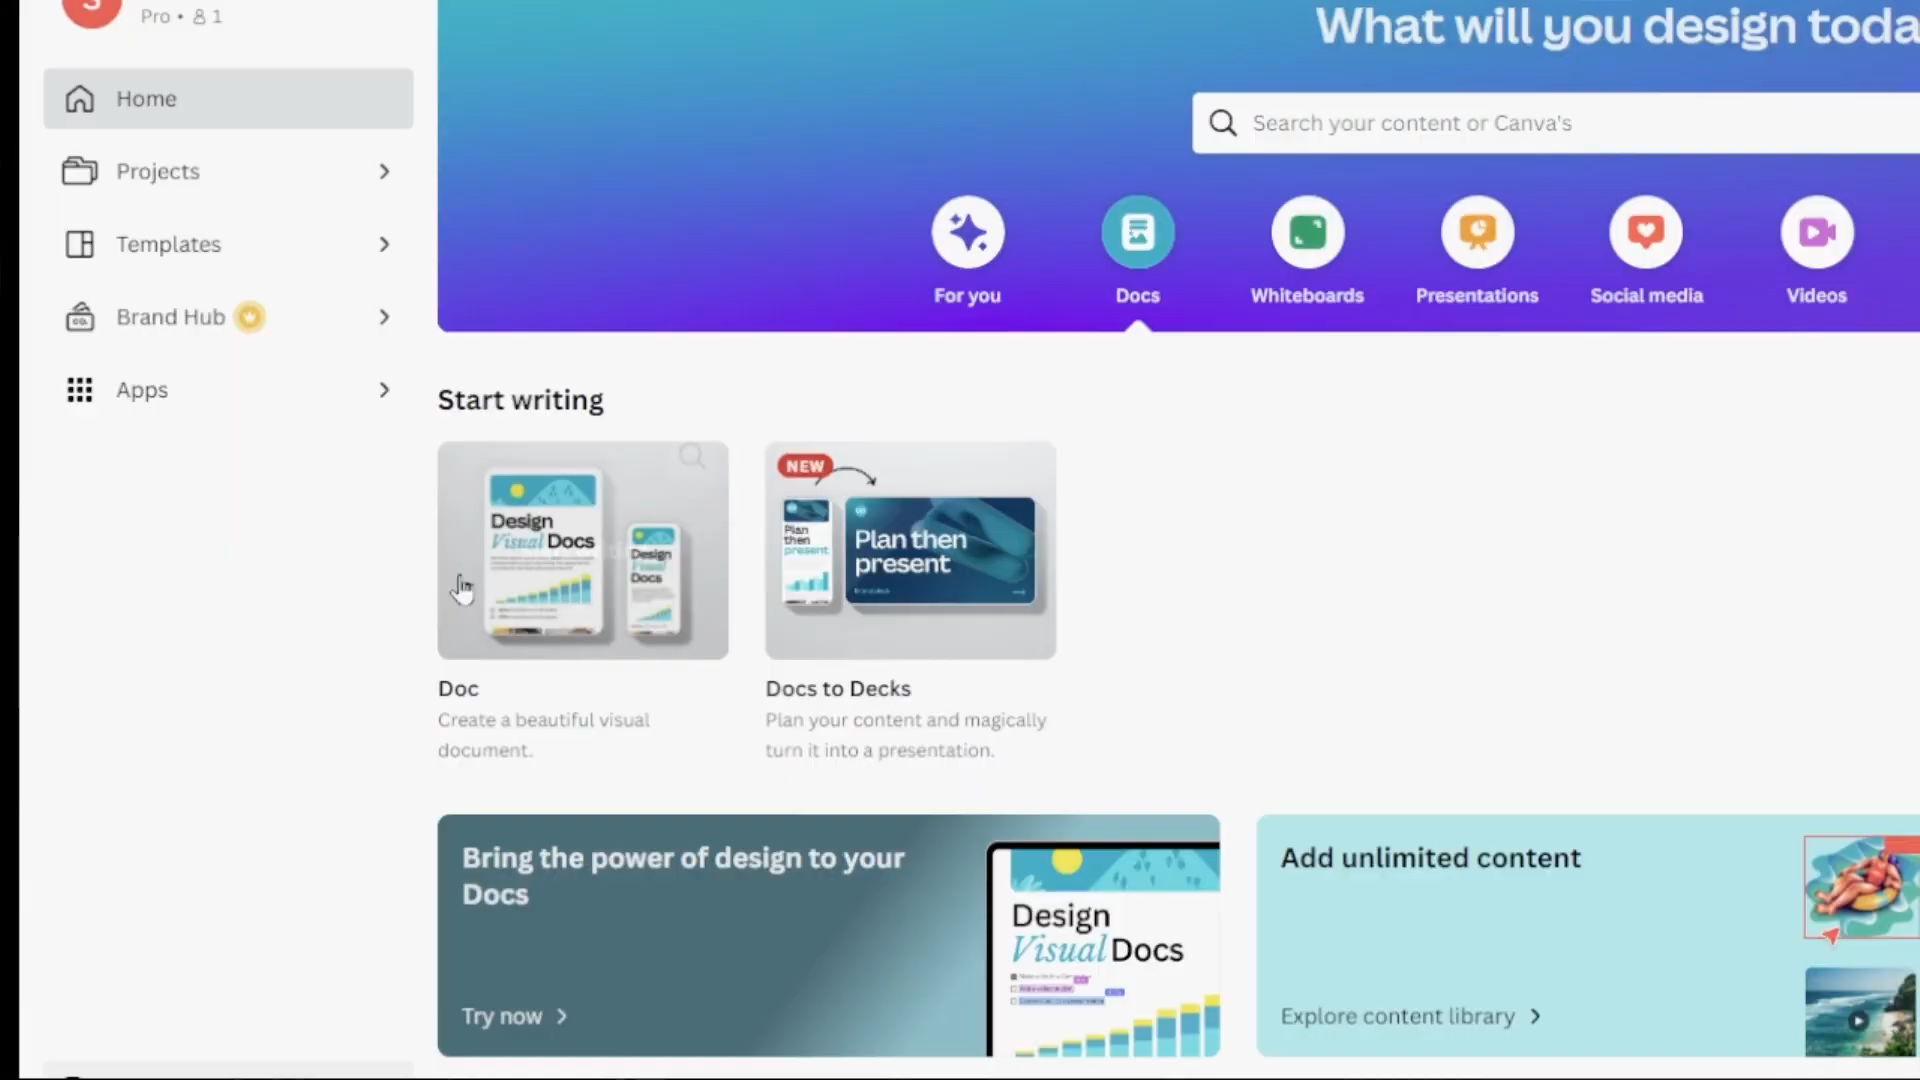 S
Pro • 1
Home
Projects
Templates
Brand Hub
Apps
What will you design toda
Search your content or Canva's
For you
Docs
Whiteboards
Presentations
Social media
Videos
Start writing
Design
Visual Docs
Design
Visual
Docs
NEW
Plan
then
present
Plan then
present
Doc
Create a beautiful visual
document.
Docs to Decks
Plan your content and magically
turn it into a presentation.
Bring the power of design to your
Docs
Try now
Design
Visual Docs
Add unlimited content
Explore content library